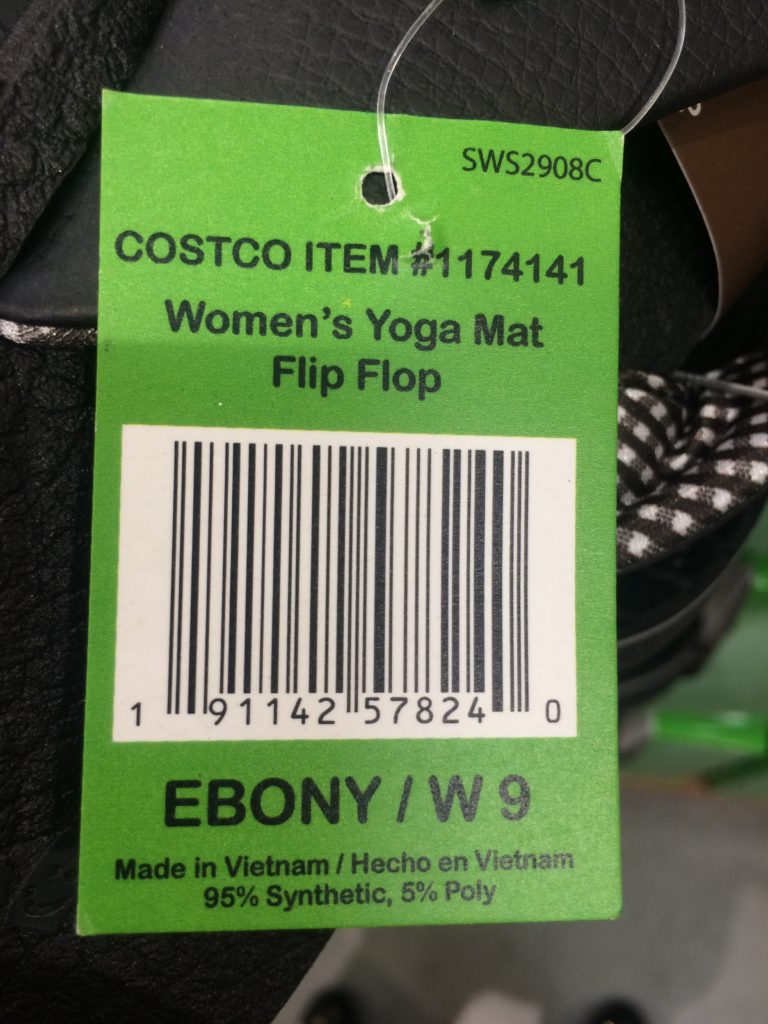 SWS2908C
COSTCO ITEM #1174141
Women's Yoga Mat
Flip Flop
1 91142 57824 0
EBONY / W 9
Made in Vietnam / Hecho en Vietnam
95% Synthetic, 5% Poly